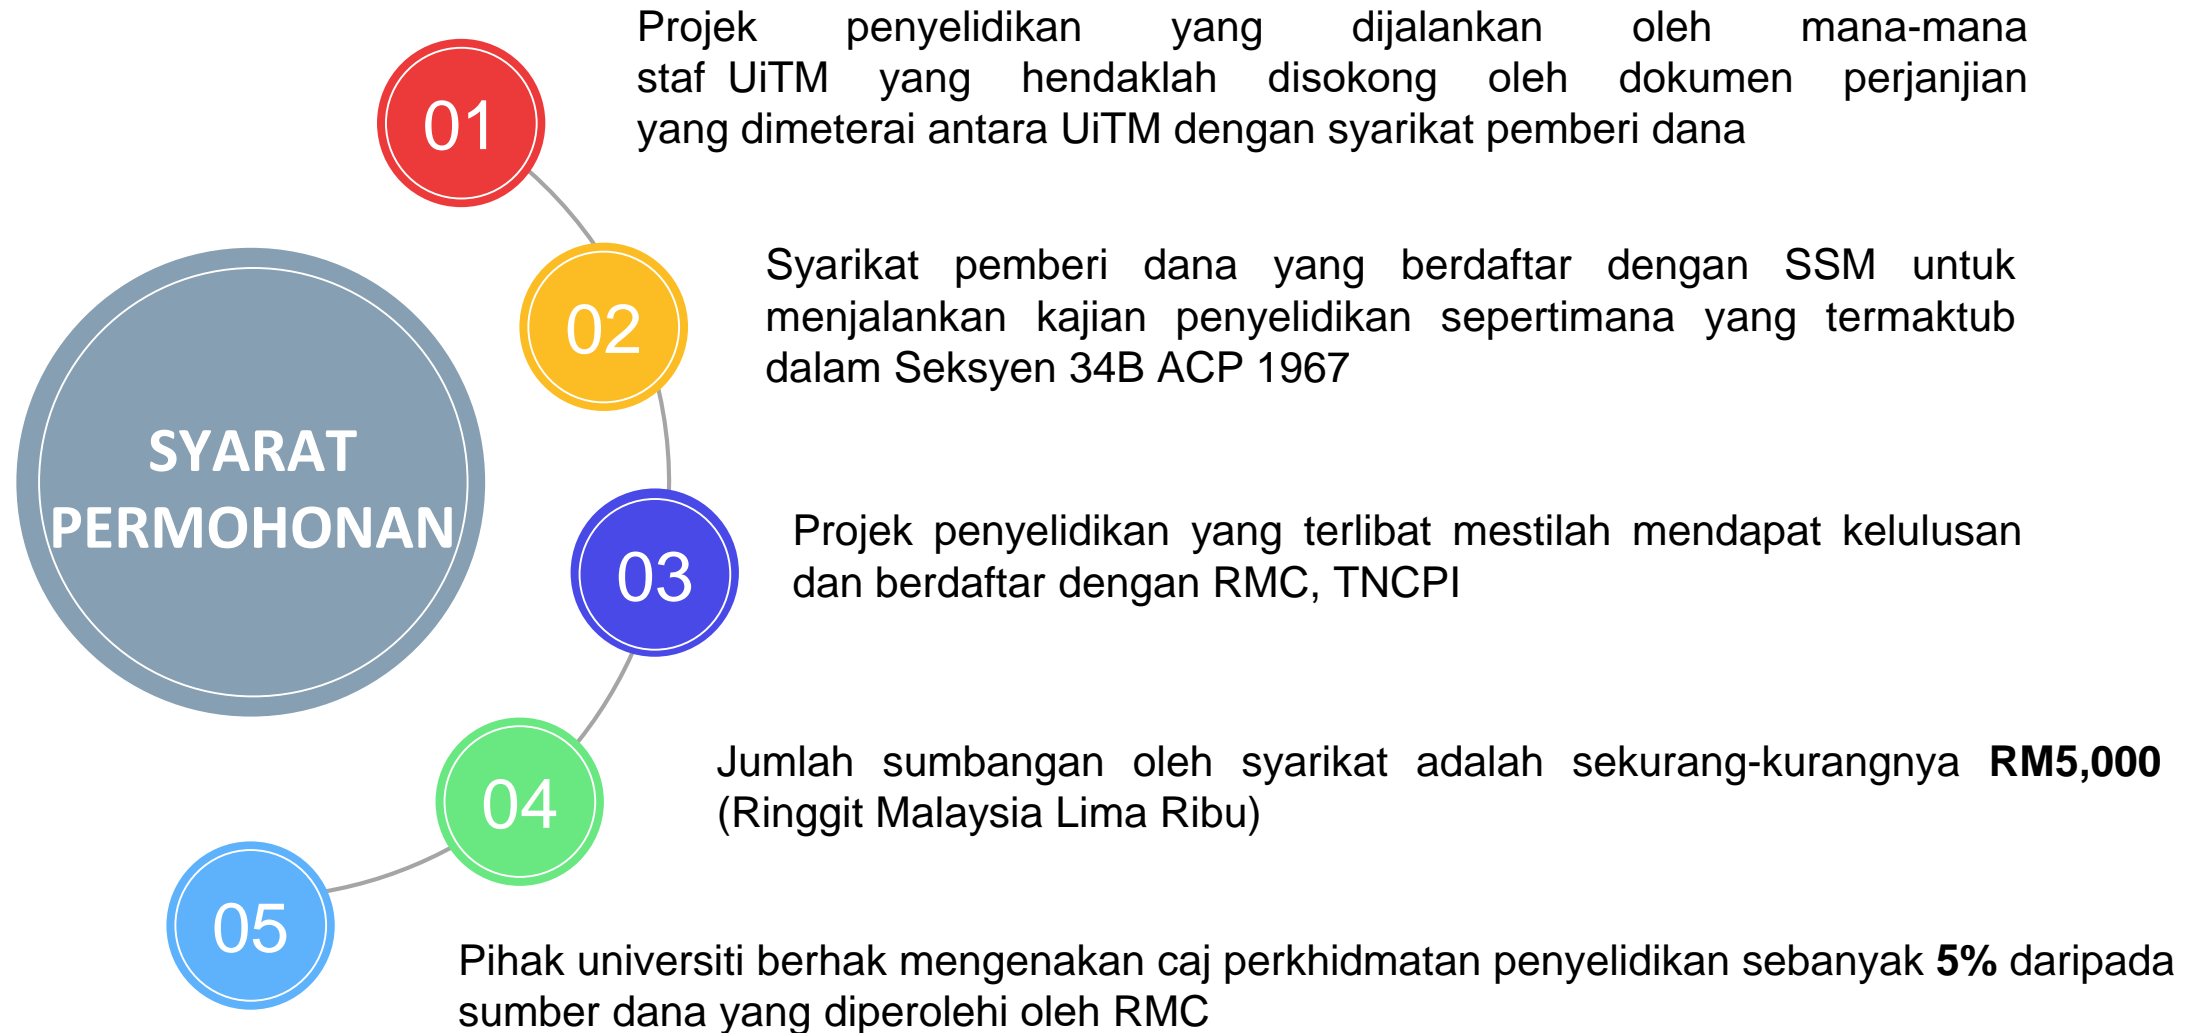 01
Projek penyelidikan yang dijalankan oleh mana-mana
staf UiTM yang hendaklah disokong oleh dokumen perjanjian
yang dimeterai antara UiTM dengan syarikat pemberi dana
02
Syarikat pemberi dana yang berdaftar dengan SSM untuk
menjalankan kajian penyelidikan sepertimana yang termaktub
dalam Seksyen 34B ACP 1967
SYARAT
PERMOHONAN
03
Projek penyelidikan yang terlibat mestilah mendapat kelulusan
dan berdaftar dengan RMC, TNCPI
04
Jumlah sumbangan oleh syarikat adalah sekurang-kurangnya RM5,000
(Ringgit Malaysia Lima Ribu)
05
Pihak universiti berhak mengenakan caj perkhidmatan penyelidikan sebanyak 5% daripada
sumber dana yang diperolehi oleh RMC